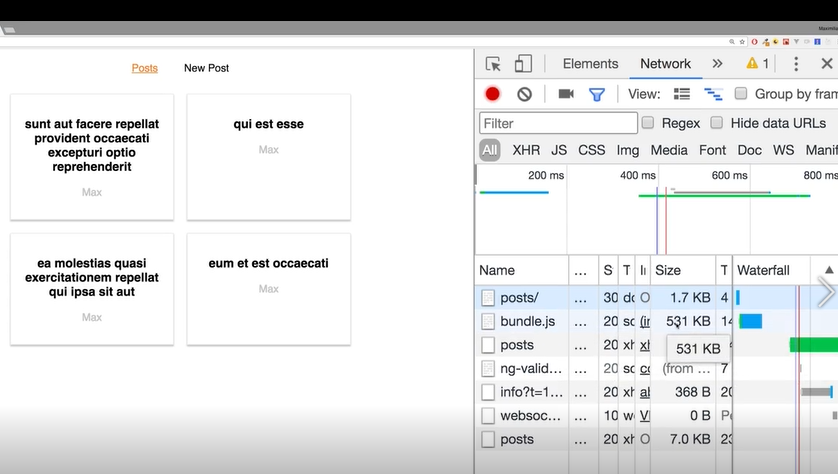 Posts New Post
sunt aut facere repellat
provident occaecati
excepturi optio
reprehenderit
Max
qui est esse
Max
ea molestias quasi
exercitationem repellat
qui ipsa sit aut
Max
eum et est occaecati
Max
Elements Network 1
View: Group by fram
Filter Regex Hide data URLs
All XHR JS CSS Img Media Font Doc WS Manif
200 ms 400 ms 600 ms 800 ms
Name ... S T Size T Waterfall
posts/ ... 30 dc O 1.7 KB 4
bundle.js ... 20 sc (in 531 KB 14
posts ... 20 xh xh
531 KB
ng-valid... ... 20 sc cc (from ... 7
info?t=1... ... 20 xh al 368 B 20
websoc... ... 10 w VI 0 B Pe
posts ... 20 xh O 7.0 KB 23